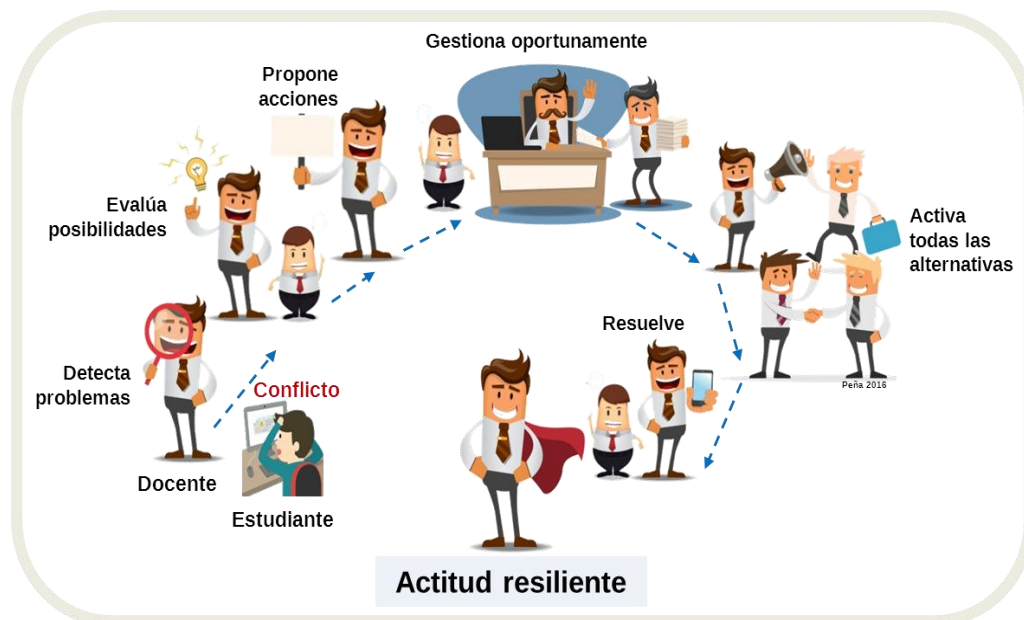 Gestiona oportunamente
Propone
acciones
Evalúa
posibilidades
Activa
todas las
alternativas
Detecta
problemas
Conflicto
Docente
Estudiante
Resuelve
Peña 2016
Actitud resiliente